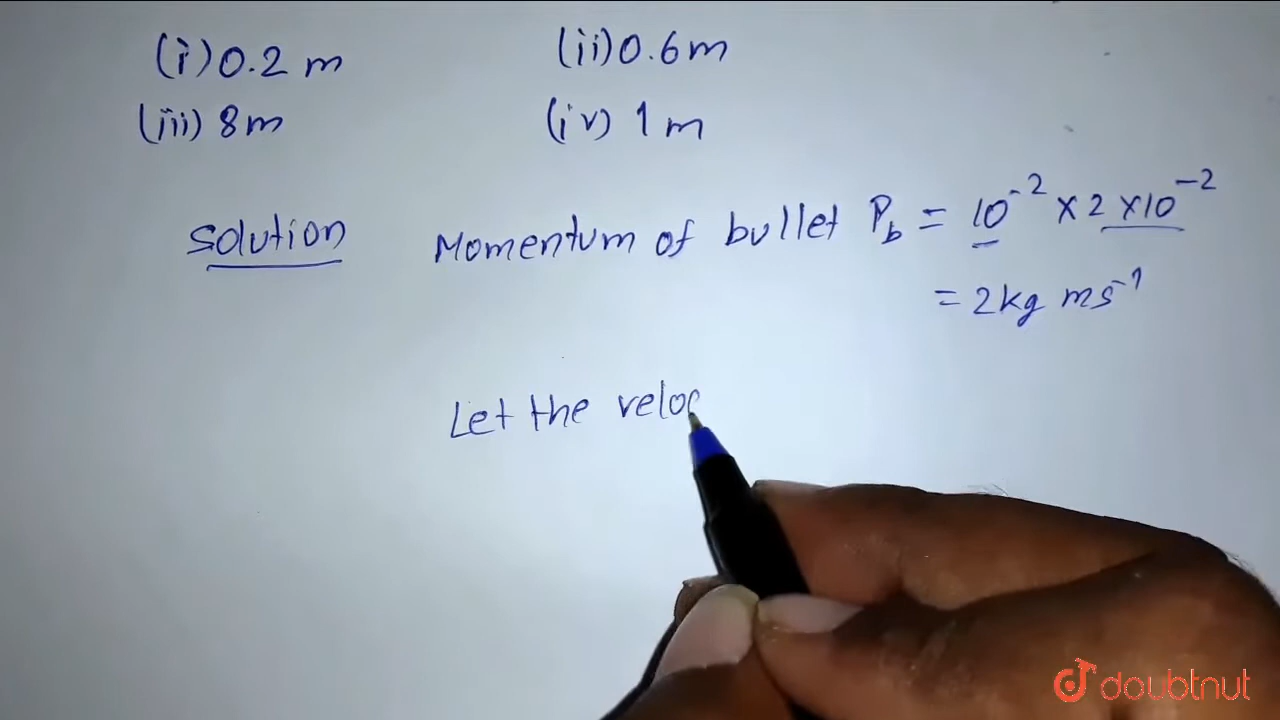 (i) 0.2 m (ii) 0.6 m
(iii) 8 m (iv) 1 m
Solution Momentum of bullet P_b = 10⁻² × 2 × 10⁻²
= 2 kg ms⁻¹
Let the veloc
doubtnut